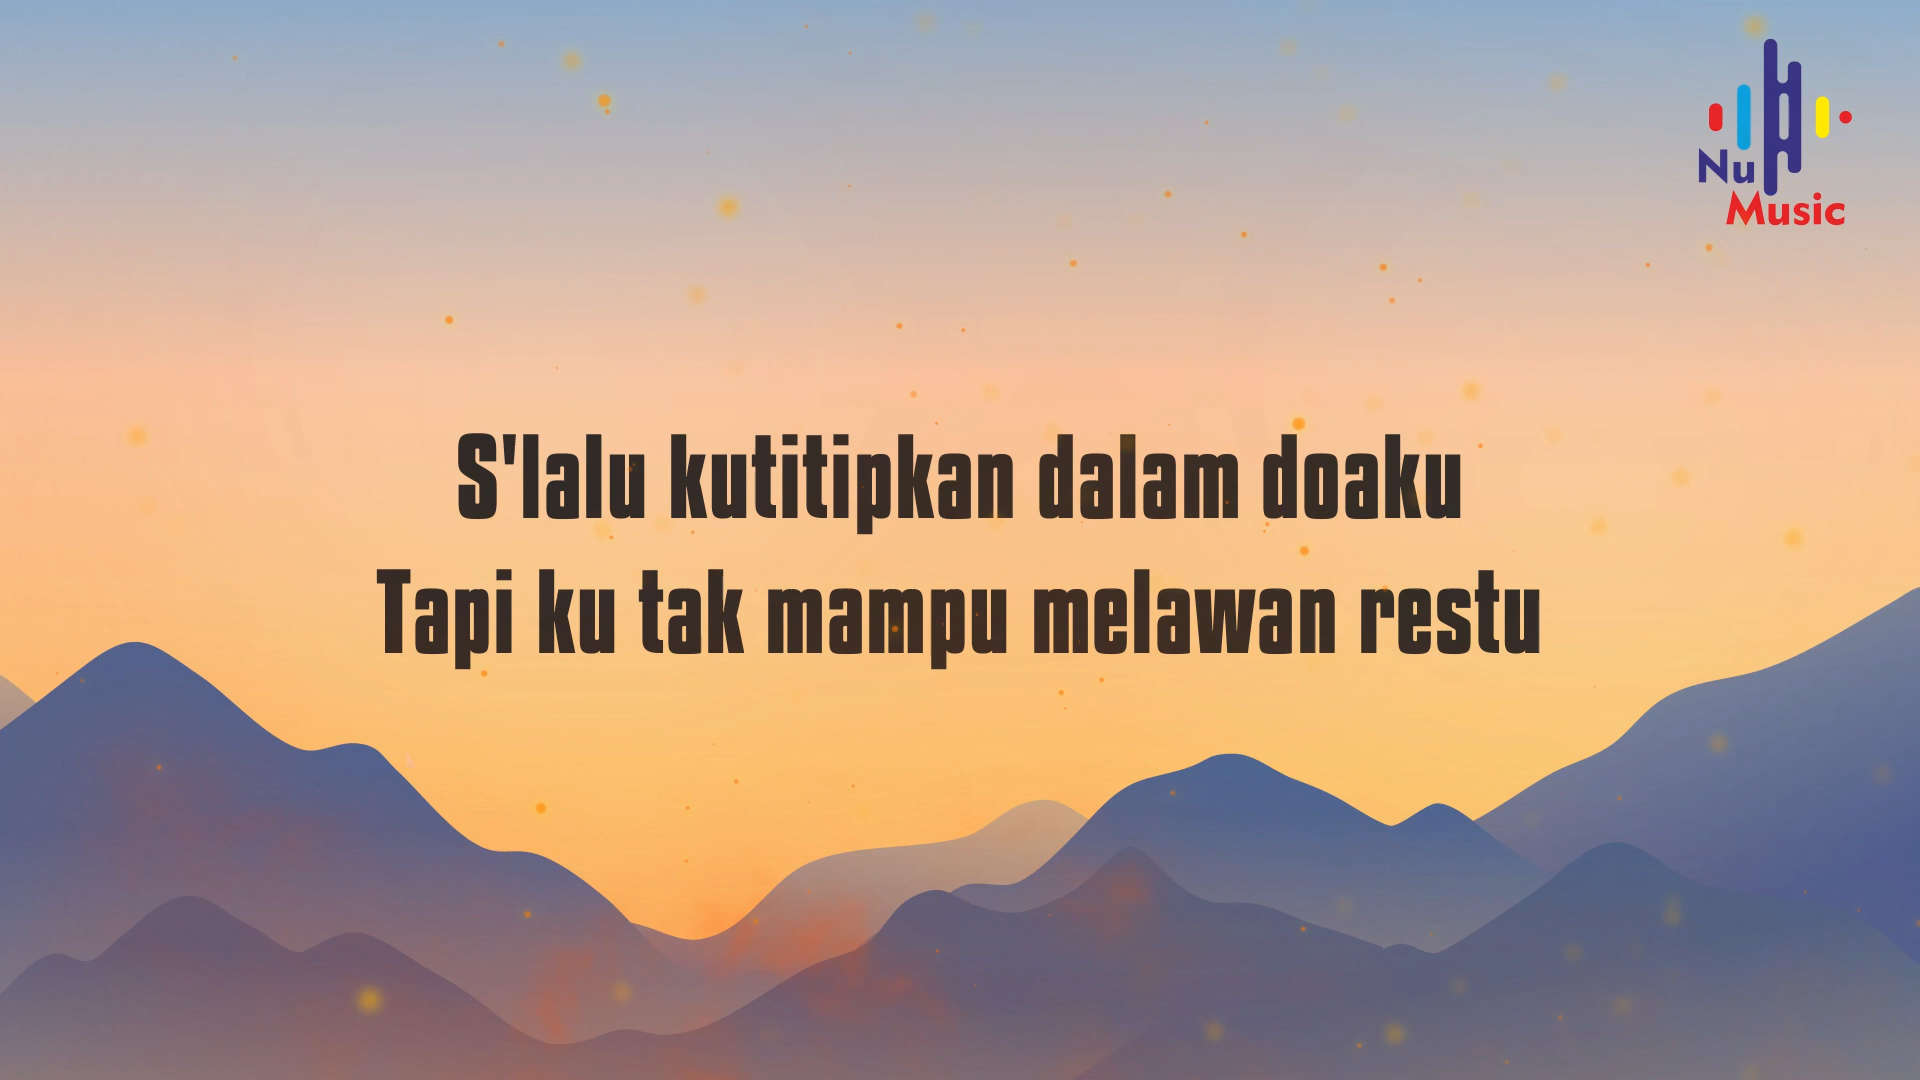 Nu
Music
S'lalu kutitipkan dalam doaku
Tapi ku tak mampu melawan restu